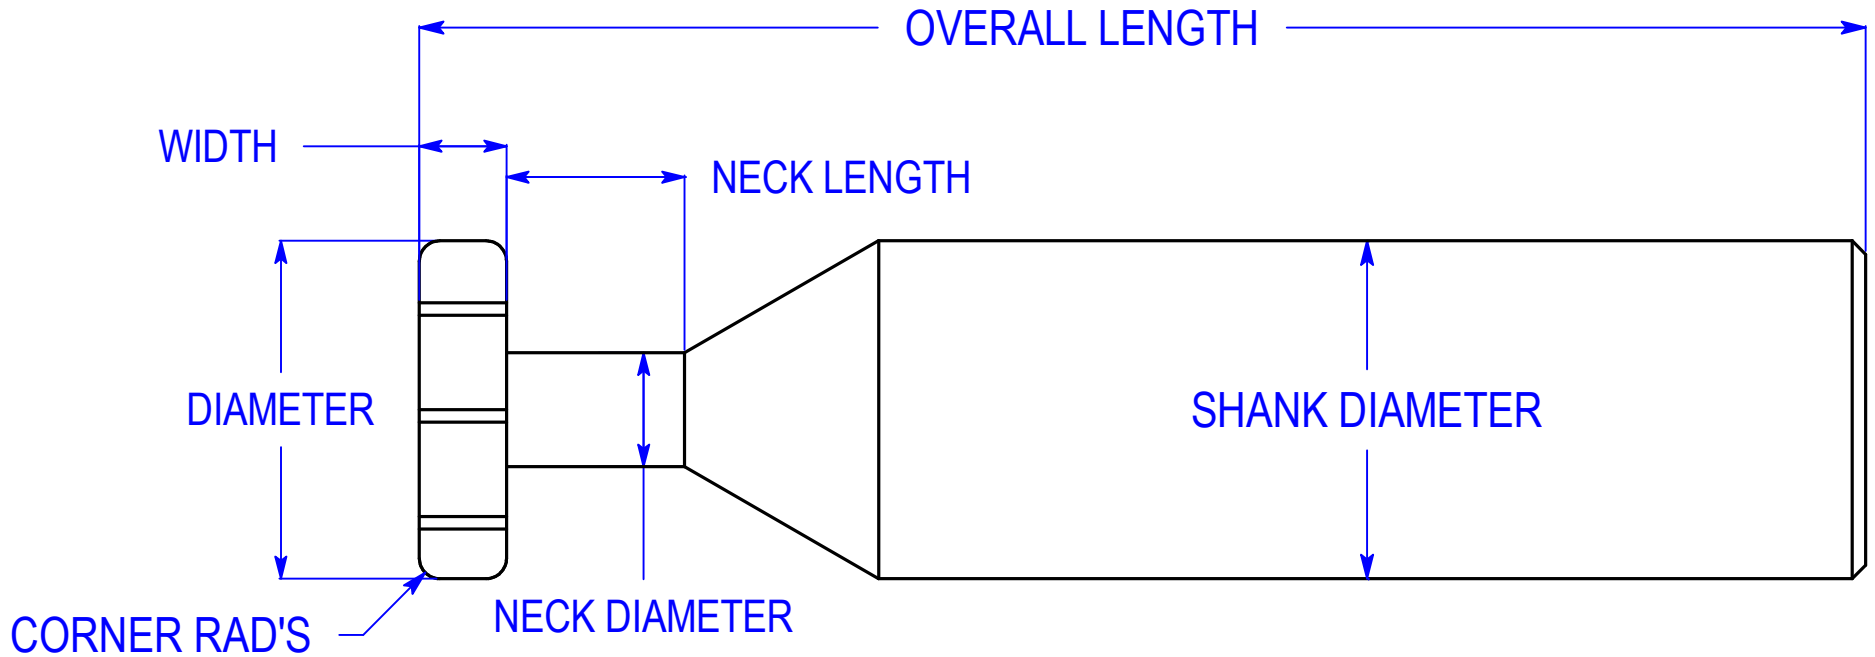 OVERALL LENGTH
WIDTH
NECK LENGTH
DIAMETER
SHANK DIAMETER
NECK DIAMETER
CORNER RAD'S